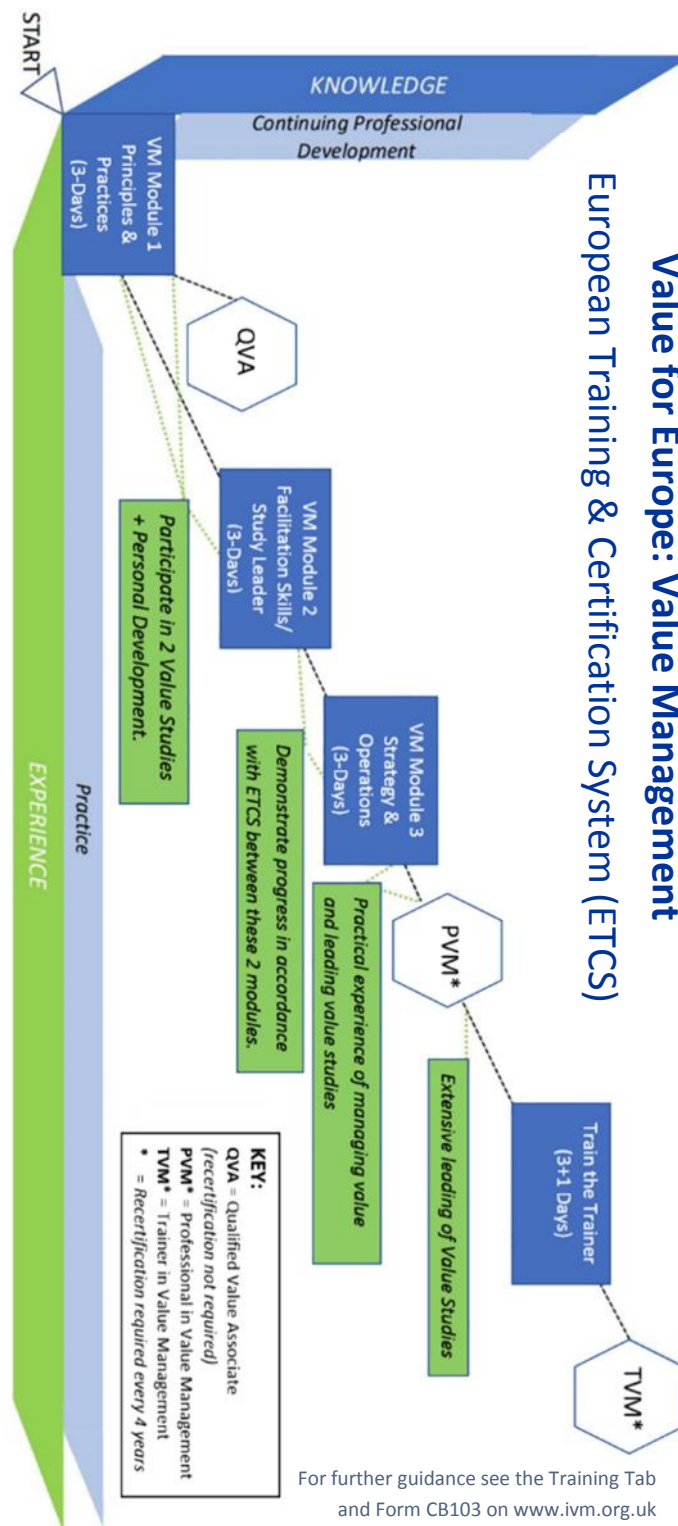 Value for Europe: Value Management
European Training & Certification System (ETCS)
KNOWLEDGE
Continuing Professional
Development
START
VM Module 1
Principles &
Practices
(3-Days)
QVA
VM Module 2
Facilitation Skills/
Study Leader
(3-Days)
Participate in 2 Value Studies
+ Personal Development.
VM Module 3
Strategy &
Operations
(3-Days)
Demonstrate progress in accordance
with ETCS between these 2 modules.
PVM*
Practical experience of managing value
and leading value studies
Train the Trainer
(3+1 Days)
Extensive leading of Value Studies
TVM*
Practice
EXPERIENCE
KEY:
QVA = Qualified Value Associate
(recertification not required)
PVM* = Professional in Value Management
TVM* = Trainer in Value Management
* = Recertification required every 4 years
For further guidance see the Training Tab
and Form CB103 on www.ivm.org.uk